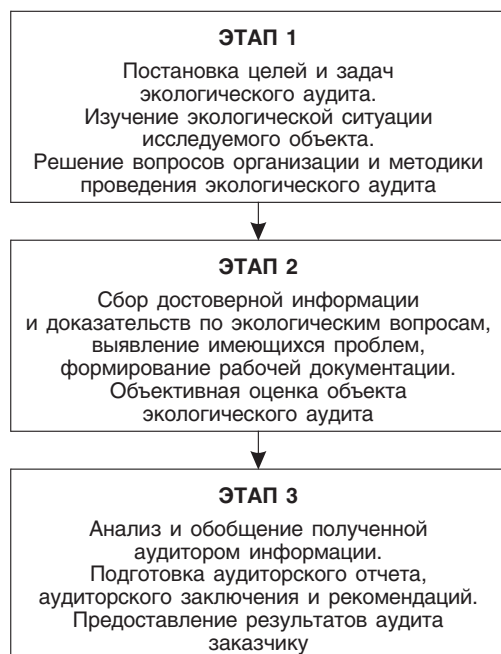 ЭТАП 1
Постановка целей и задач
экологического аудита.
Изучение экологической ситуации
исследуемого объекта.
Решение вопросов организации и методики
проведения экологического аудита
ЭТАП 2
Сбор достоверной информации
и доказательств по экологическим вопросам,
выявление имеющихся проблем,
формирование рабочей документации.
Объективная оценка объекта
экологического аудита
ЭТАП 3
Анализ и обобщение полученной
аудитором информации.
Подготовка аудиторского отчета,
аудиторского заключения и рекомендаций.
Предоставление результатов аудита
заказчику